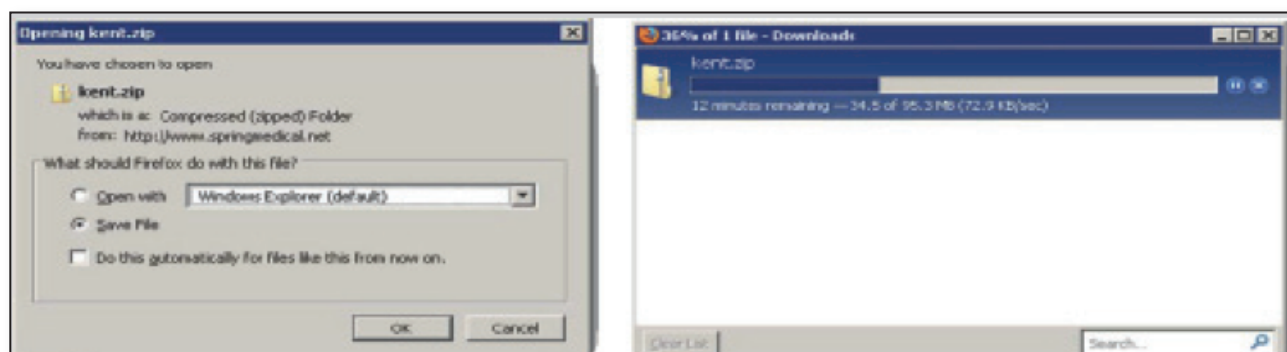 Opening kent.zip
You have chosen to open
kent.zip
which is a: Compressed (zipped) Folder
from: http://www.springmedical.net
What should Firefox do with this file?
Open with Windows Explorer (default)
Save File
Do this automatically for files like this from now on.
OK Cancel
36% of 1 file - Downloads
kent.zip
12 minutes remaining — 34.5 of 95.3 MB (72.9 KB/sec)
Clear List Search...